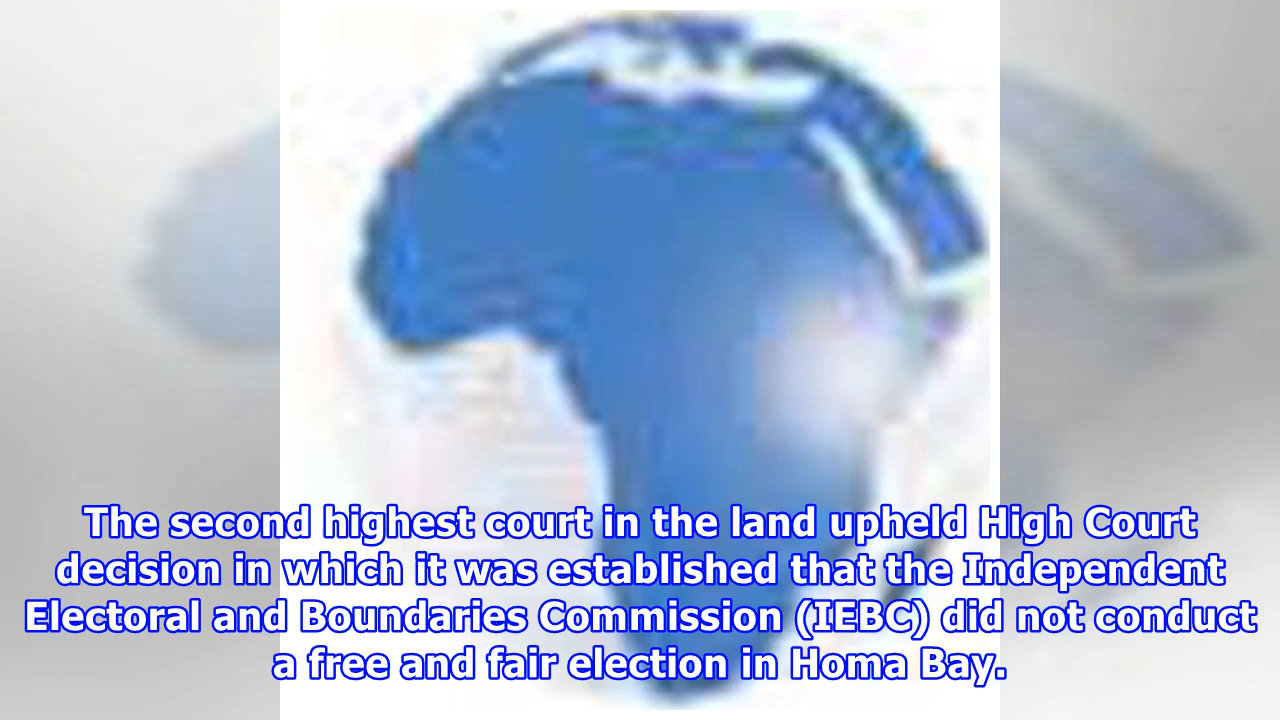 The second highest court in the land upheld High Court
decision in which it was established that the Independent
Electoral and Boundaries Commission (IEBC) did not conduct
a free and fair election in Homa Bay.